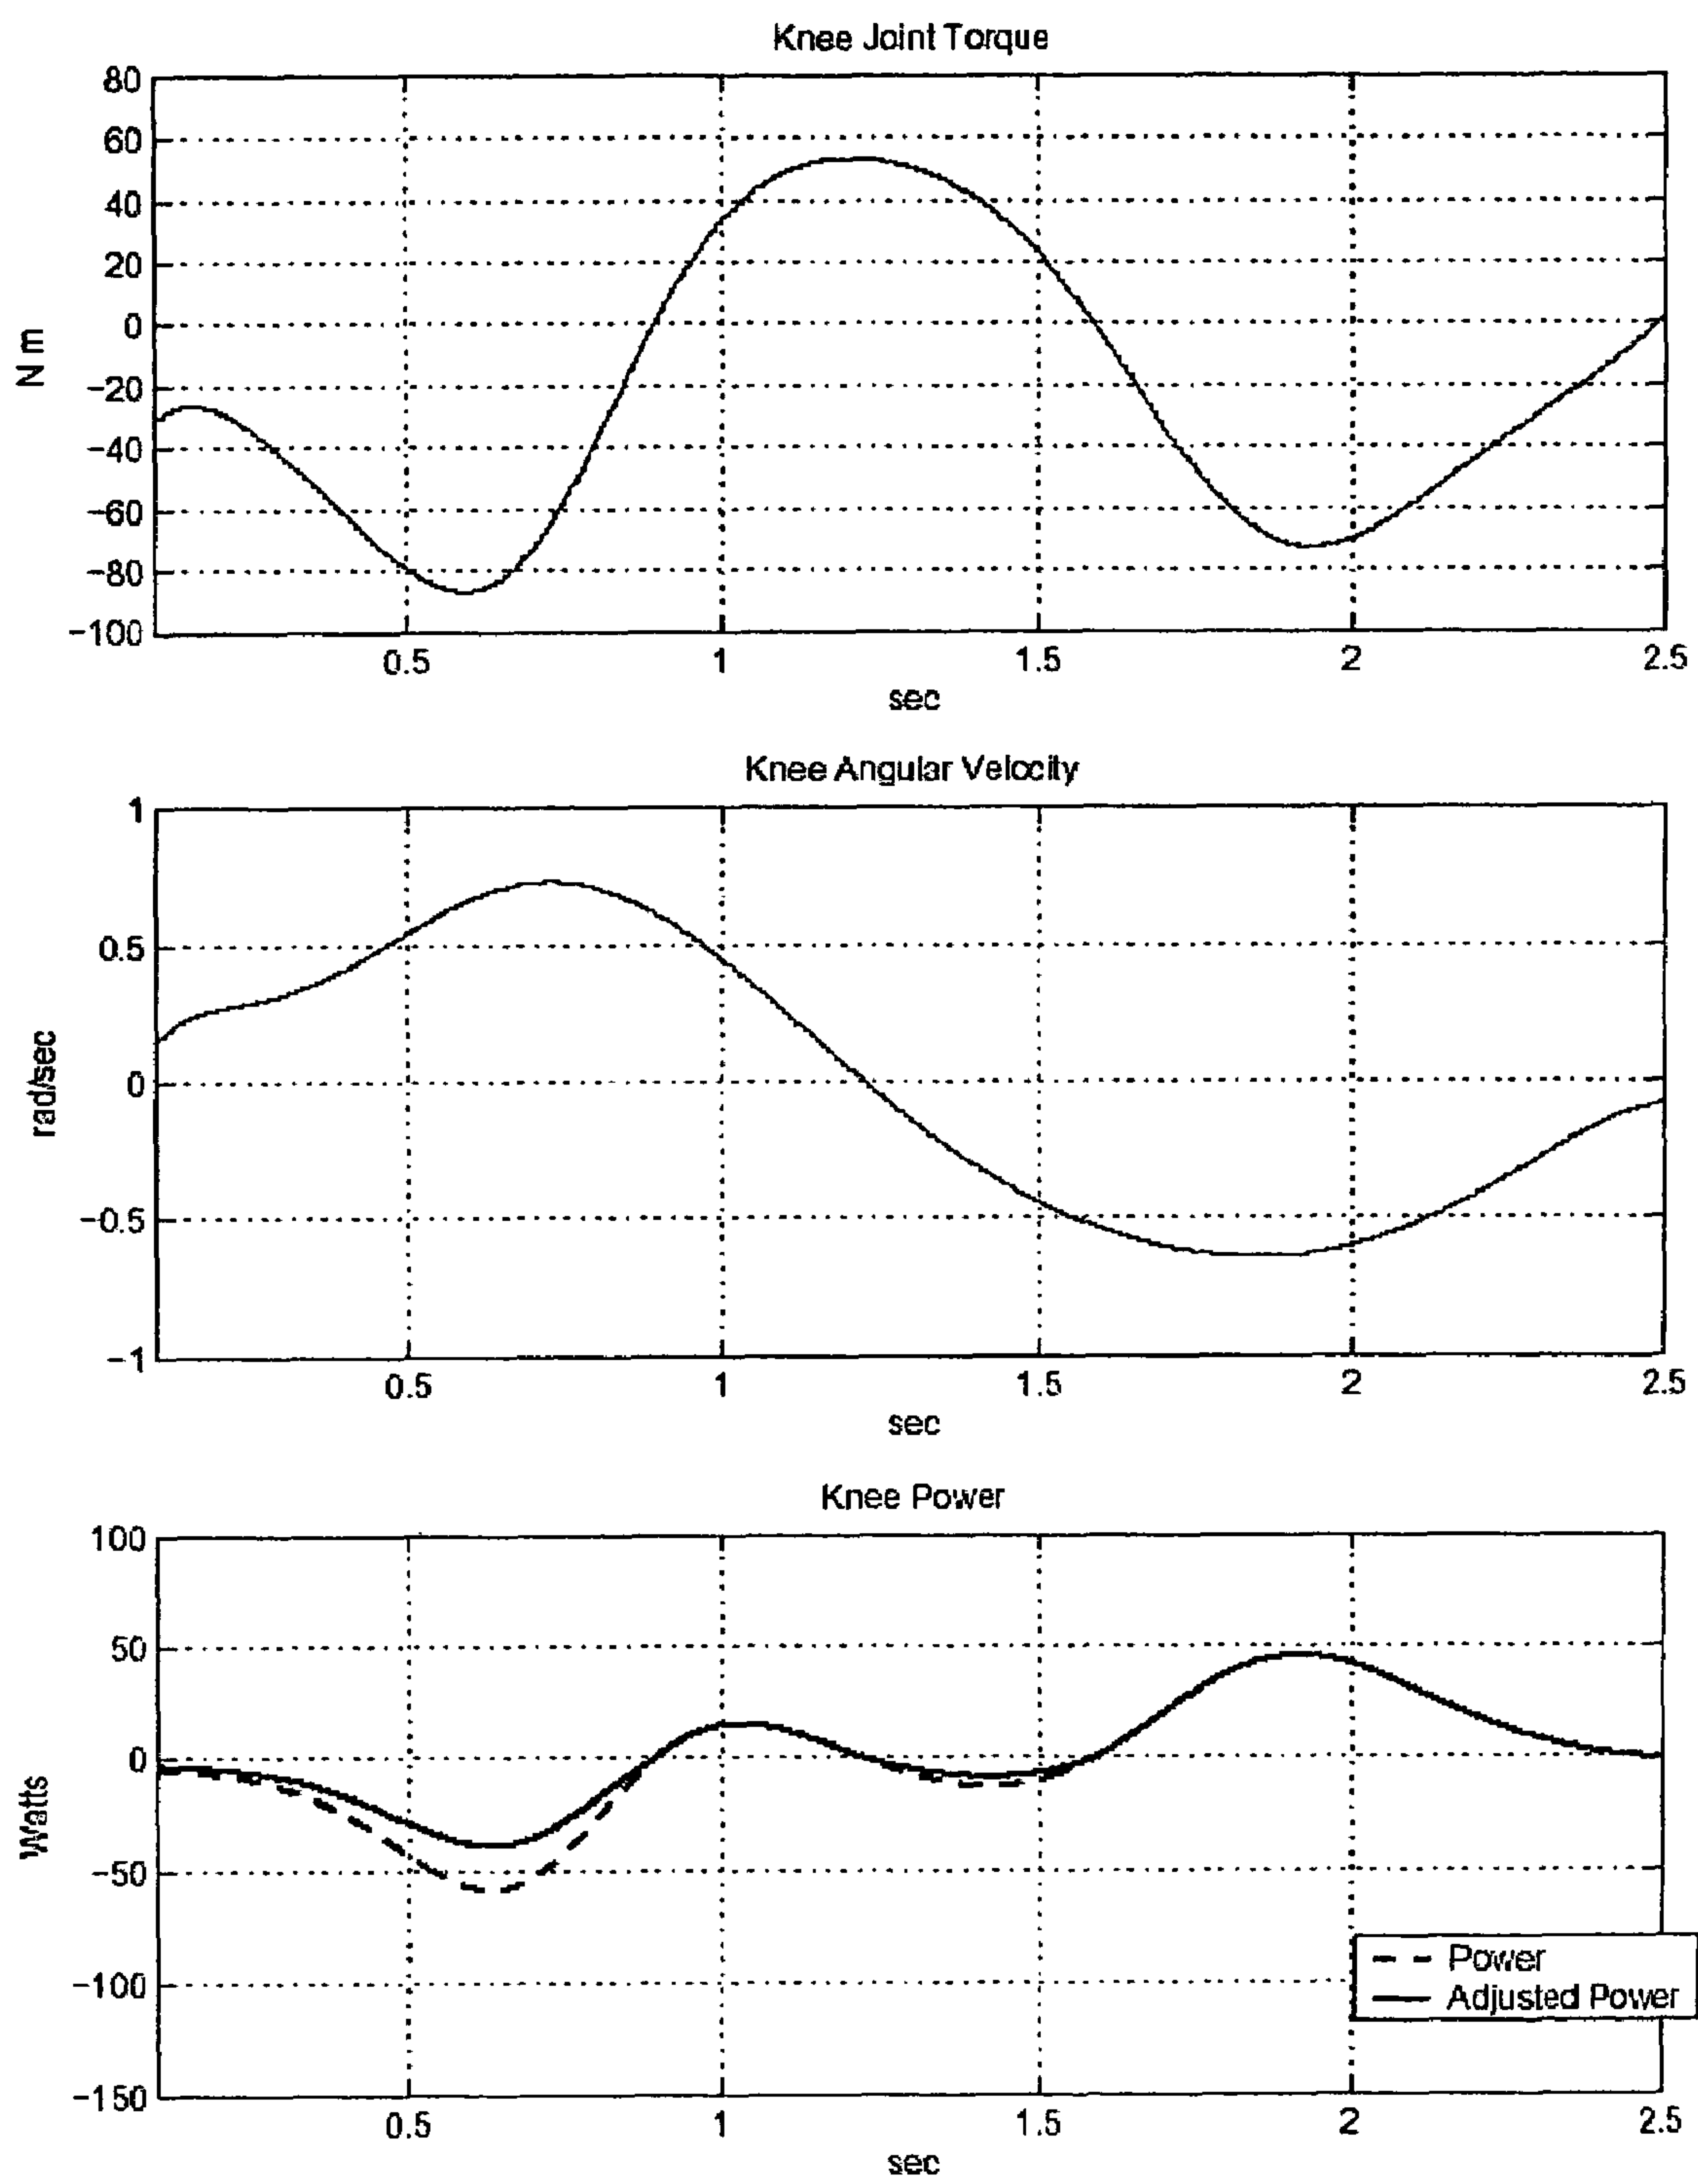 Knee Joint Torque
80
60
40
20
0
−20
−40
−60
−80
−100
N m
0.5 1 1.5 2 2.5
sec
Knee Angular Velocity
1
0.5
0
−0.5
−1
rad/sec
0.5 1 1.5 2 2.5
sec
Knee Power
100
50
0
−50
−100
−150
Watts
Power
Adjusted Power
0.5 1 1.5 2 2.5
sec